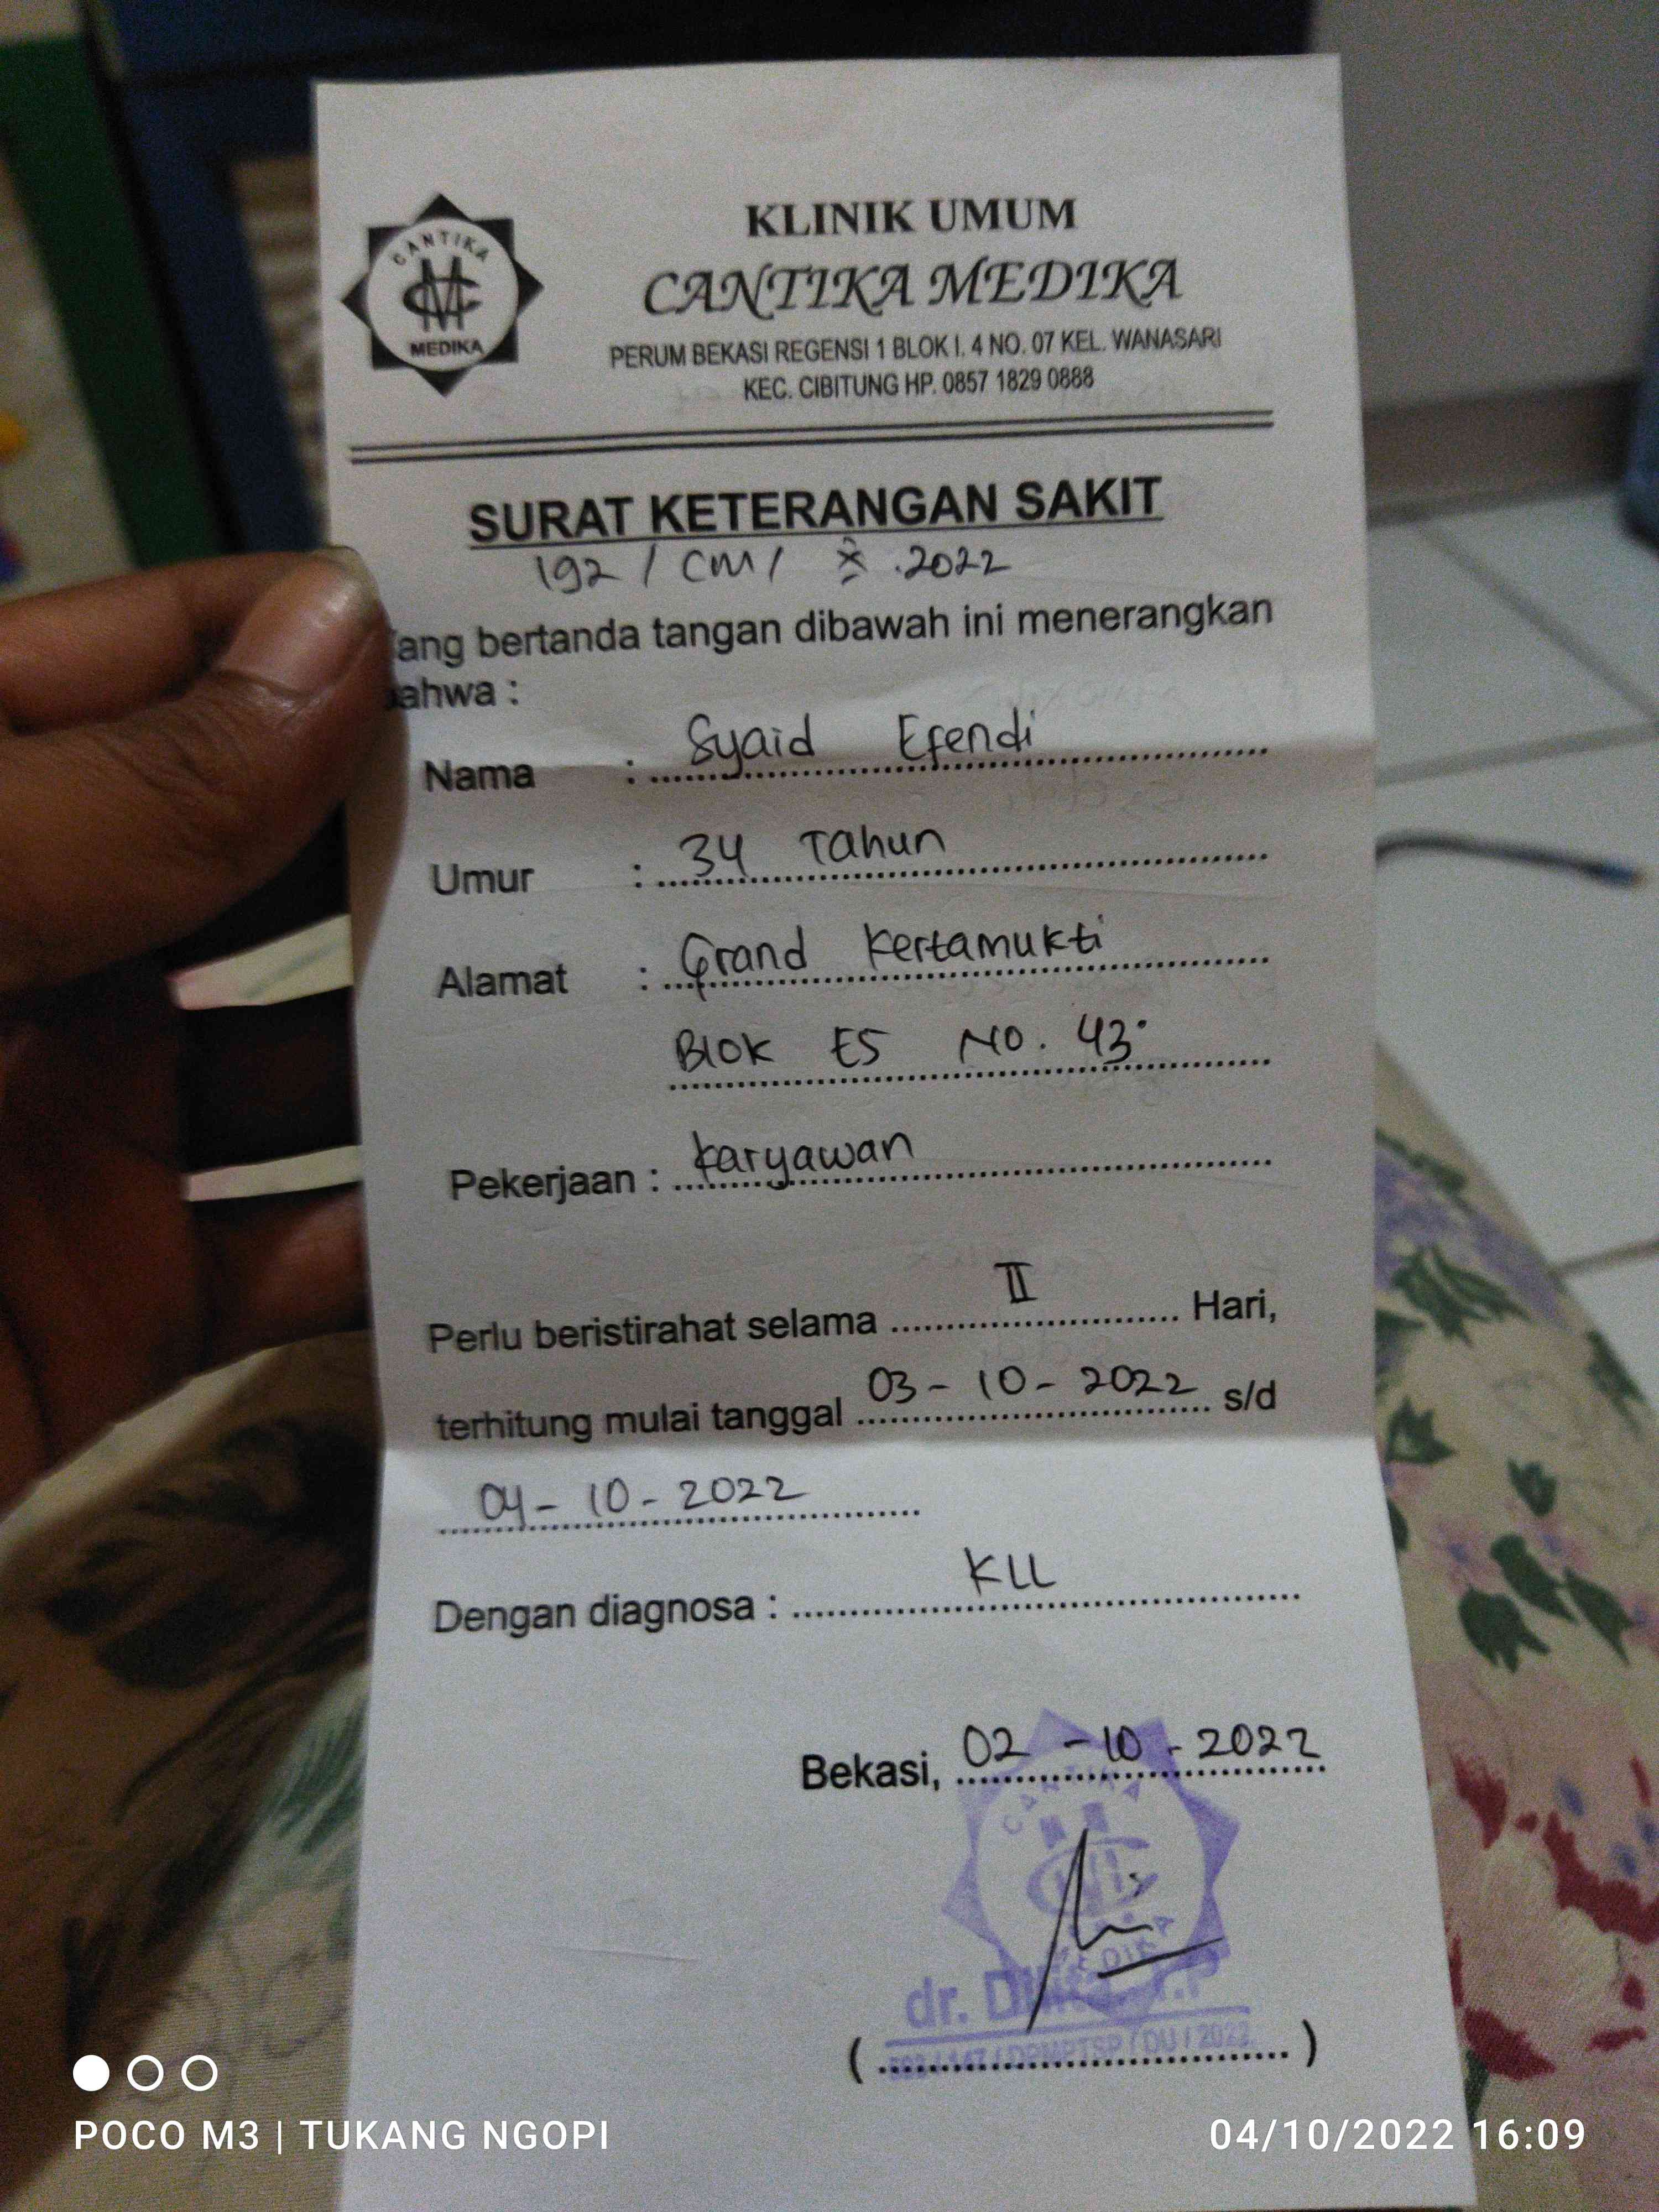 CANTIKA
CM
MEDIKA
KLINIK UMUM
CANTIKA MEDIKA
PERUM BEKASI REGENSI 1 BLOK I. 4 NO. 07 KEL. WANASARI
KEC. CIBITUNG HP. 0857 1829 0888
SURAT KETERANGAN SAKIT
192 / CM / X .2022
ang bertanda tangan dibawah ini menerangkan
ahwa :
Nama : Syaid Efendi
Umur : 34 Tahun
Alamat : Grand Kertamukti
Blok E5 No. 43
Pekerjaan : Karyawan
Perlu beristirahat selama II Hari,
terhitung mulai tanggal 03 - 10 - 2022 s/d
04 - 10 - 2022
Dengan diagnosa : KLL
Bekasi, 02 - 10 - 2022
CANTIKA
MEDIKA
dr.
/ 147 / DPMPTSP / DU / 2022
( )
POCO M3 | TUKANG NGOPI
04/10/2022 16:09